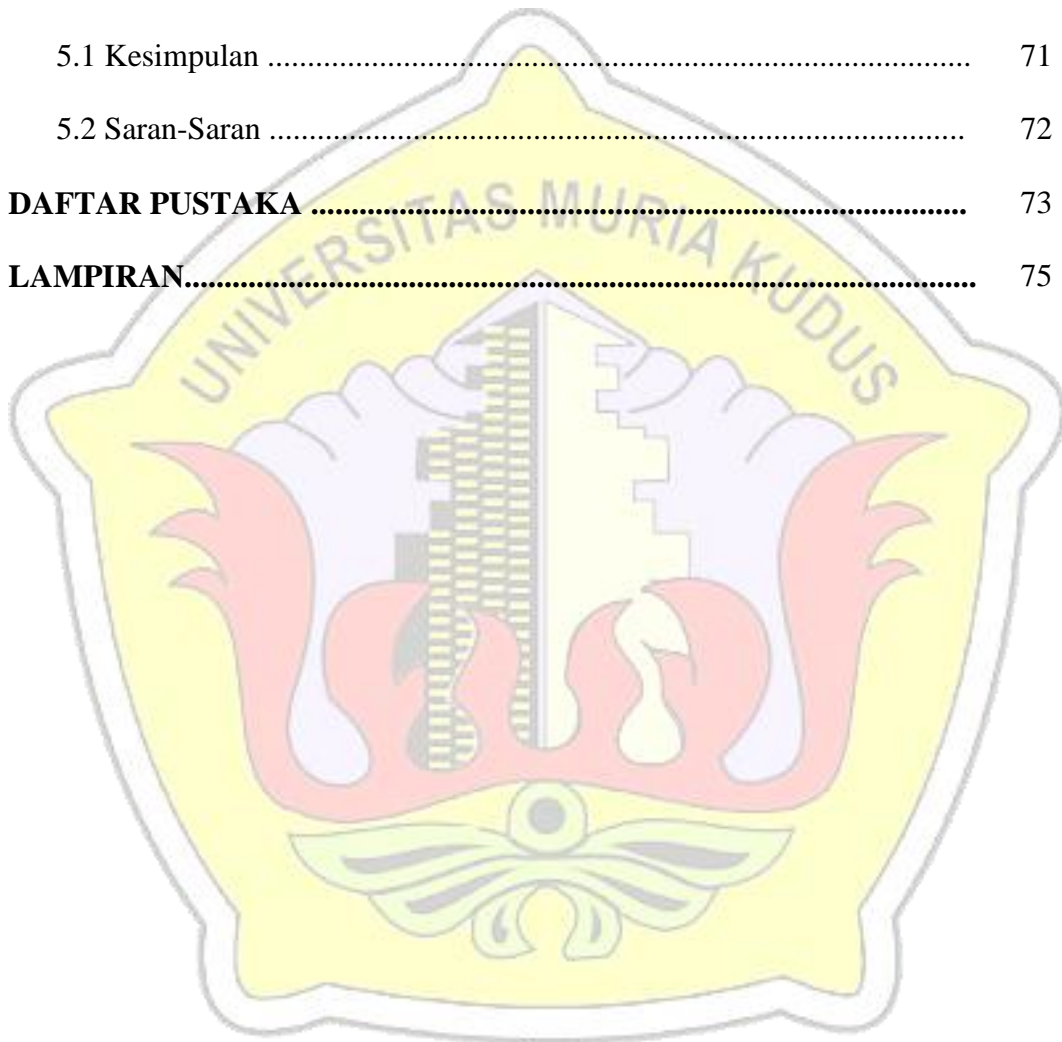 5.1 Kesimpulan ........................................................................... 71
5.2 Saran-Saran .......................................................................... 72
DAFTAR PUSTAKA ...................................................................... 73
LAMPIRAN.................................................................................... 75
UNIVERSITAS MURIA KUDUS